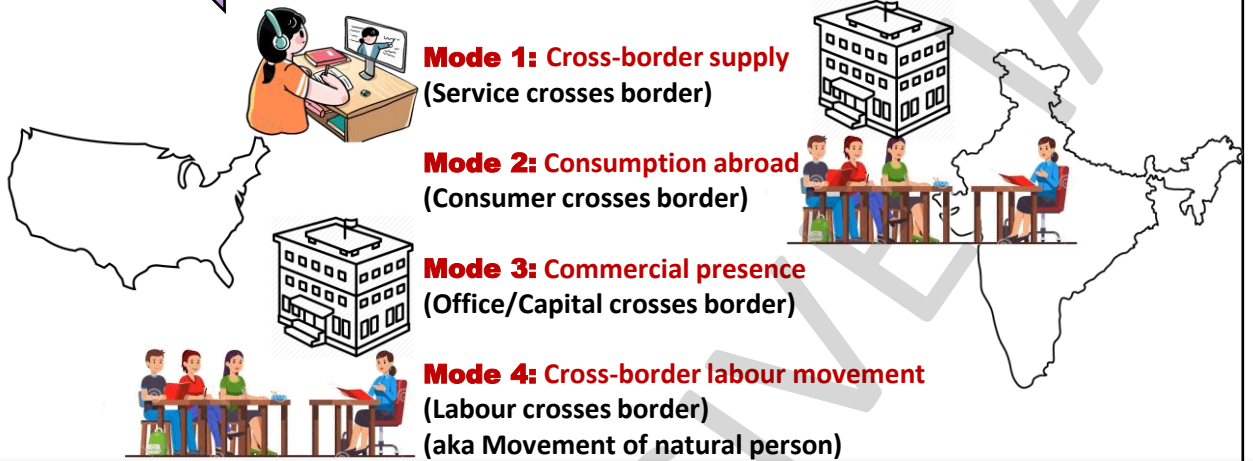 Mode 1: Cross-border supply
(Service crosses border)
Mode 2: Consumption abroad
(Consumer crosses border)
Mode 3: Commercial presence
(Office/Capital crosses border)
Mode 4: Cross-border labour movement
(Labour crosses border)
(aka Movement of natural person)